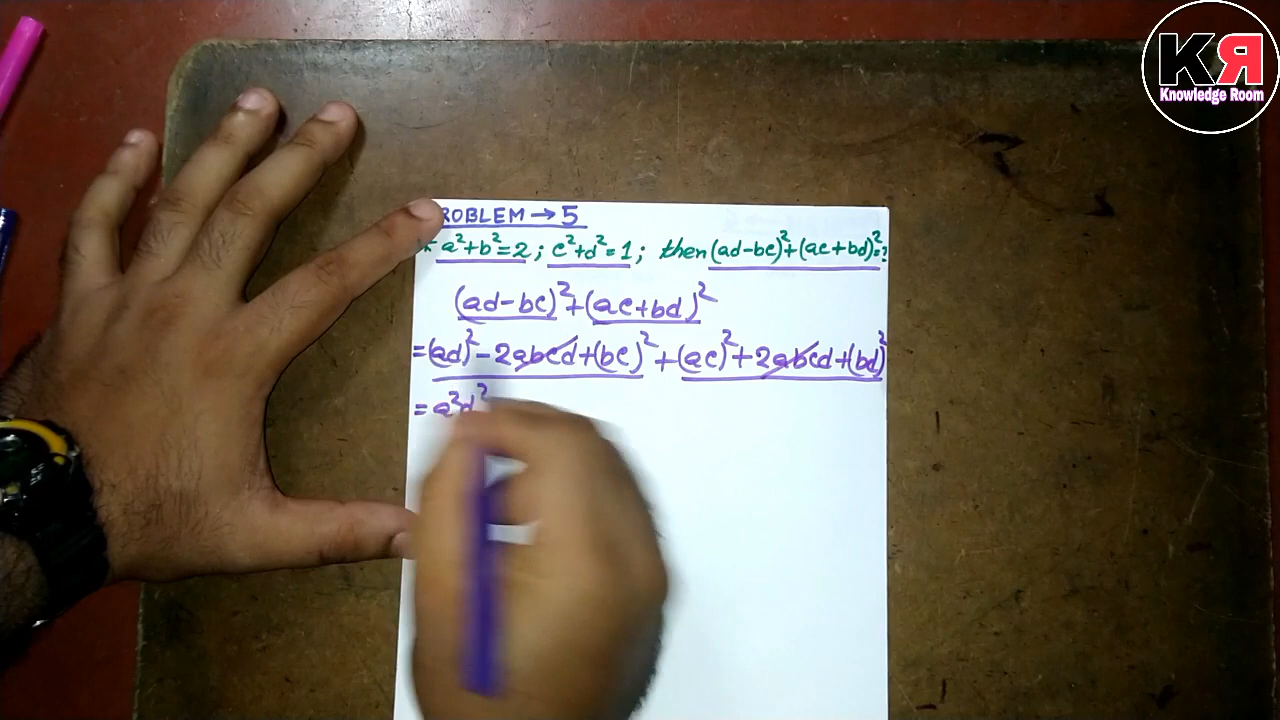 KR
Knowledge Room
ROBLEM → 5
a²+b²=2; c²+d²=1; then (ad-bc)²+(ac+bd)²=?
(ad-bc)²+(ac+bd)²
=(ad)²-2abcd+(bc)²+(ac)²+2abcd+(bd)²
=a²d²